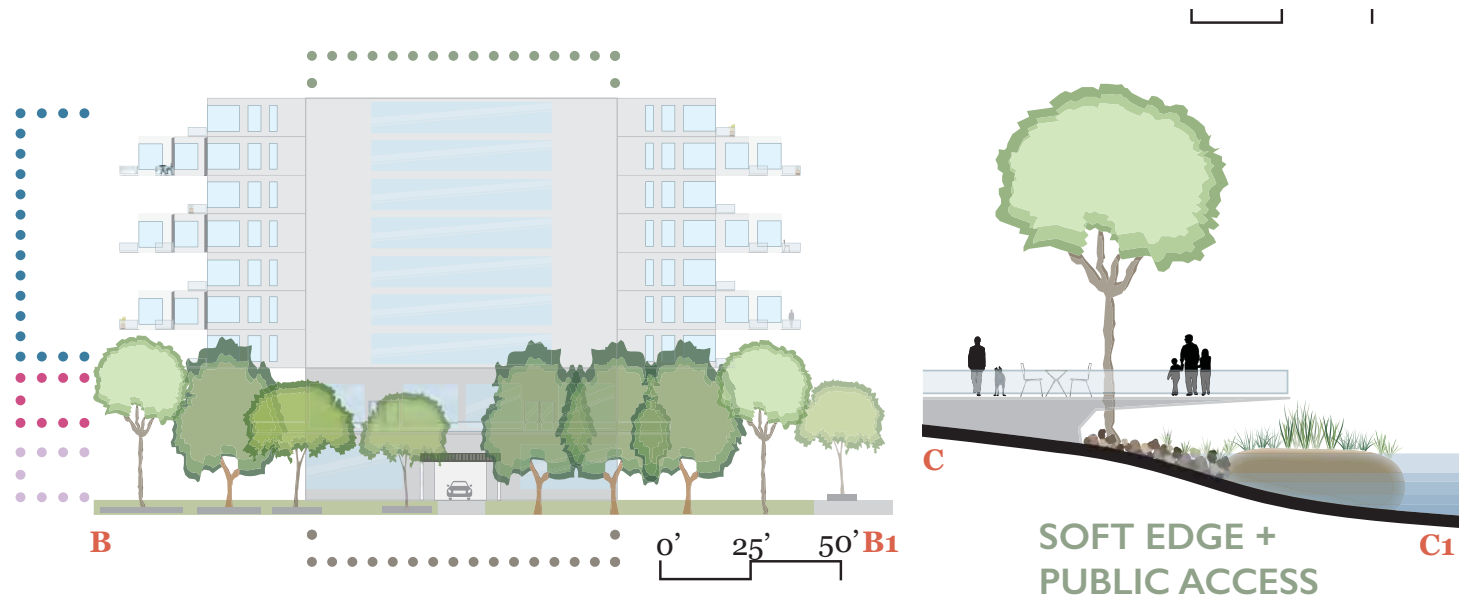 B
0’ 25’ 50’ B1
C
C1
SOFT EDGE +
PUBLIC ACCESS